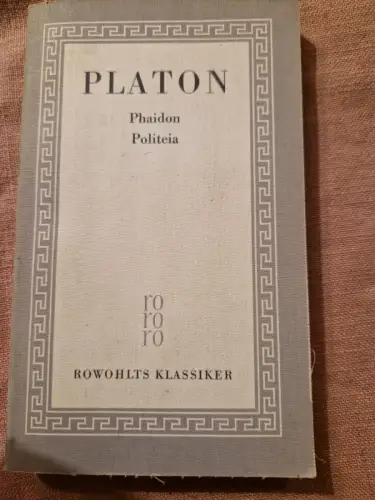 PLATON
Phaidon
Politeia
ro
ro
ro
ROWOHLTS KLASSIKER